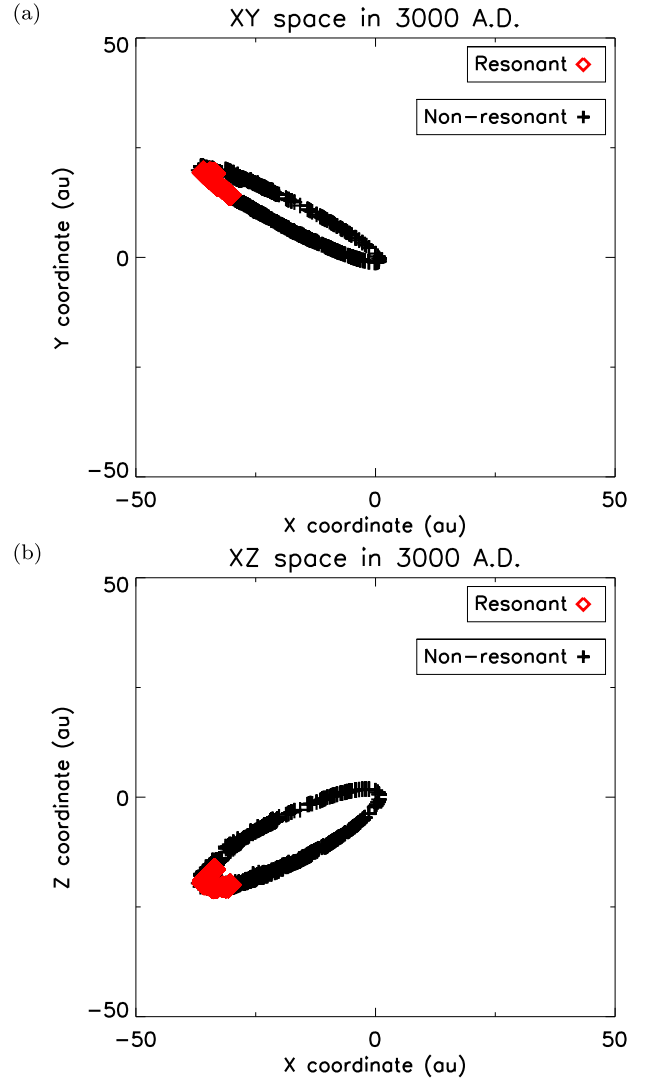 (a)
XY space in 3000 A.D.
50
Resonant
Non-resonant
Y coordinate (au)
0
-50
-50 0 50
X coordinate (au)
(b)
XZ space in 3000 A.D.
50
Resonant
Non-resonant
Z coordinate (au)
0
-50
-50 0 50
X coordinate (au)